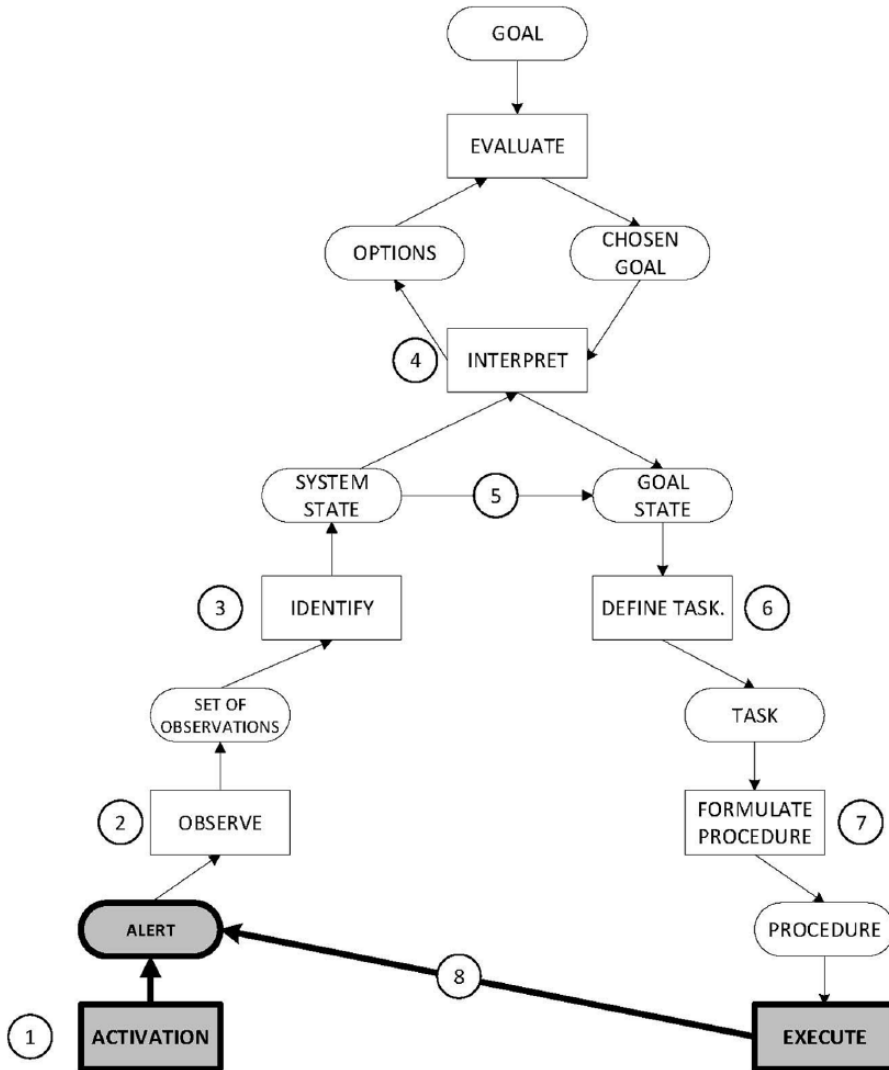 GOAL
EVALUATE
OPTIONS
CHOSEN
GOAL
4
INTERPRET
SYSTEM
STATE
5
GOAL
STATE
3
IDENTIFY
DEFINE TASK.
6
SET OF
OBSERVATIONS
TASK
2
OBSERVE
FORMULATE
PROCEDURE
7
ALERT
PROCEDURE
8
1
ACTIVATION
EXECUTE